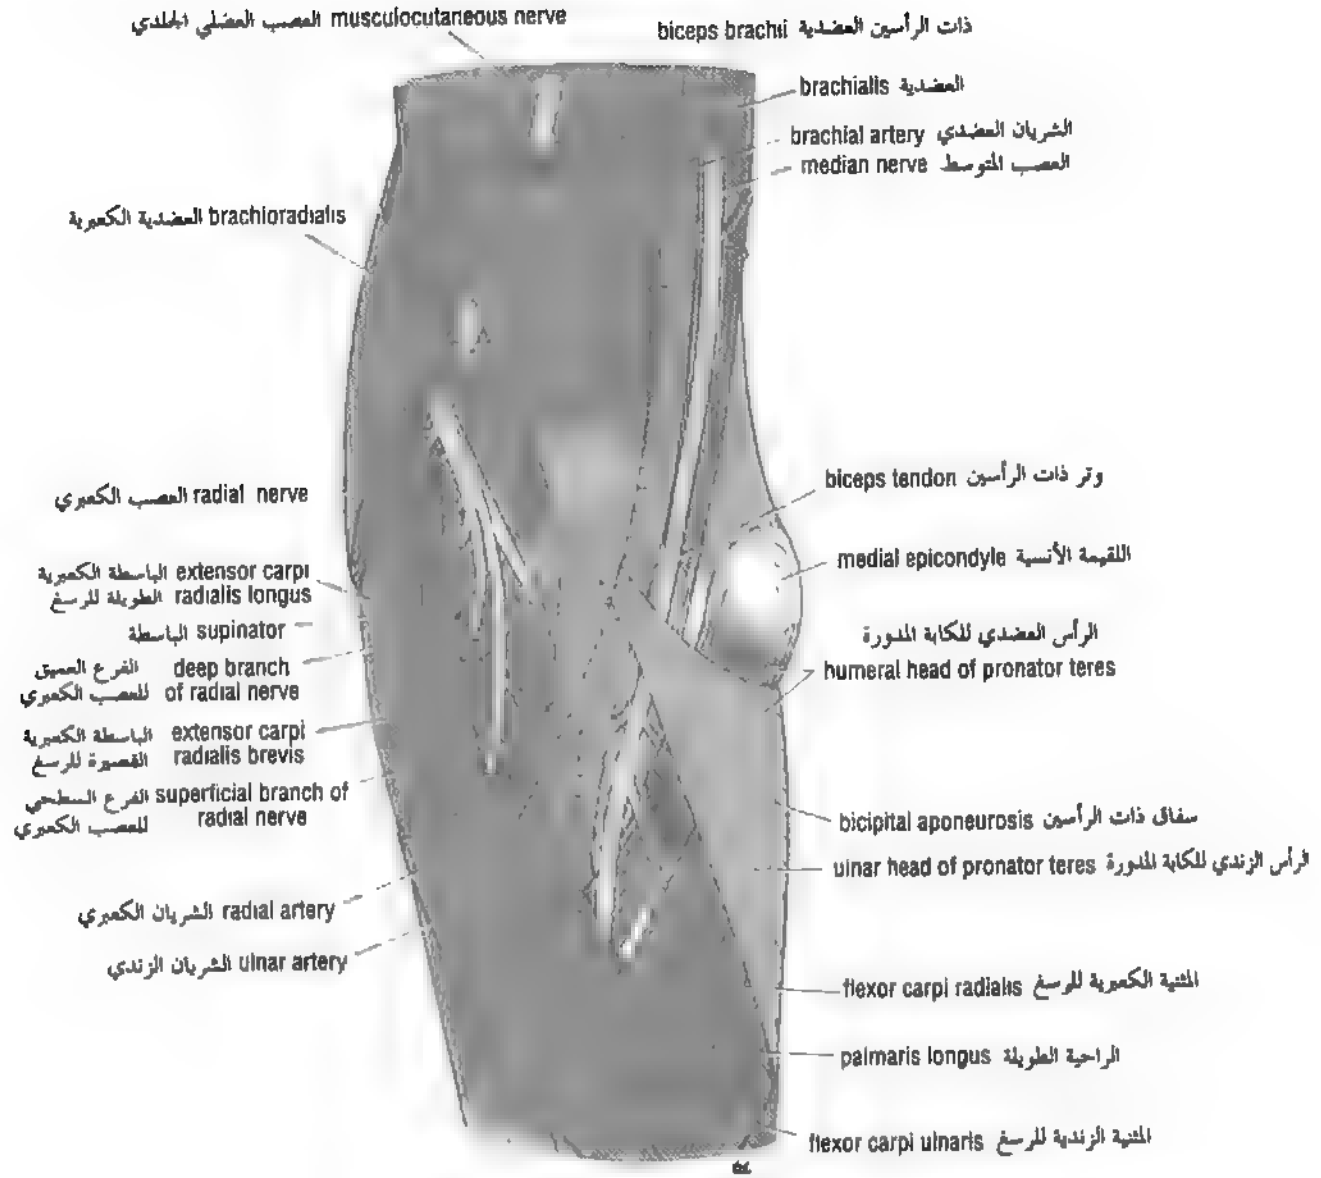 العصب العضلي الجلدي musculocutaneous nerve
biceps brachii ذات الرأسين العضدية
brachialis العضدية
brachial artery الشريان العضدي
median nerve العصب المتوسط
العضدية الكعبرية brachioradialis
biceps tendon وتر ذات الرأسين
العصب الكعبري radial nerve
medial epicondyle اللقيمة الأنسية
الباسطة الكعبرية extensor carpi
الطويلة للرسغ radialis longus
الباسطة supinator
الرأس العضدي للكابة المدورة
humeral head of pronator teres
الفرع العميق deep branch
للعصب الكعبري of radial nerve
الباسطة الكعبرية extensor carpi
القصيرة للرسغ radialis brevis
الفرع السطحي superficial branch of
للعصب الكعبري radial nerve
bicipital aponeurosis سفاق ذات الرأسين
ulnar head of pronator teres الرأس الزندي للكابة المدورة
الشريان الكعبري radial artery
الشريان الزندي ulnar artery
flexor carpi radialis المثنية الكعبرية للرسغ
palmaris longus الراحية الطويلة
flexor carpi ulnaris المثنية الزندية للرسغ